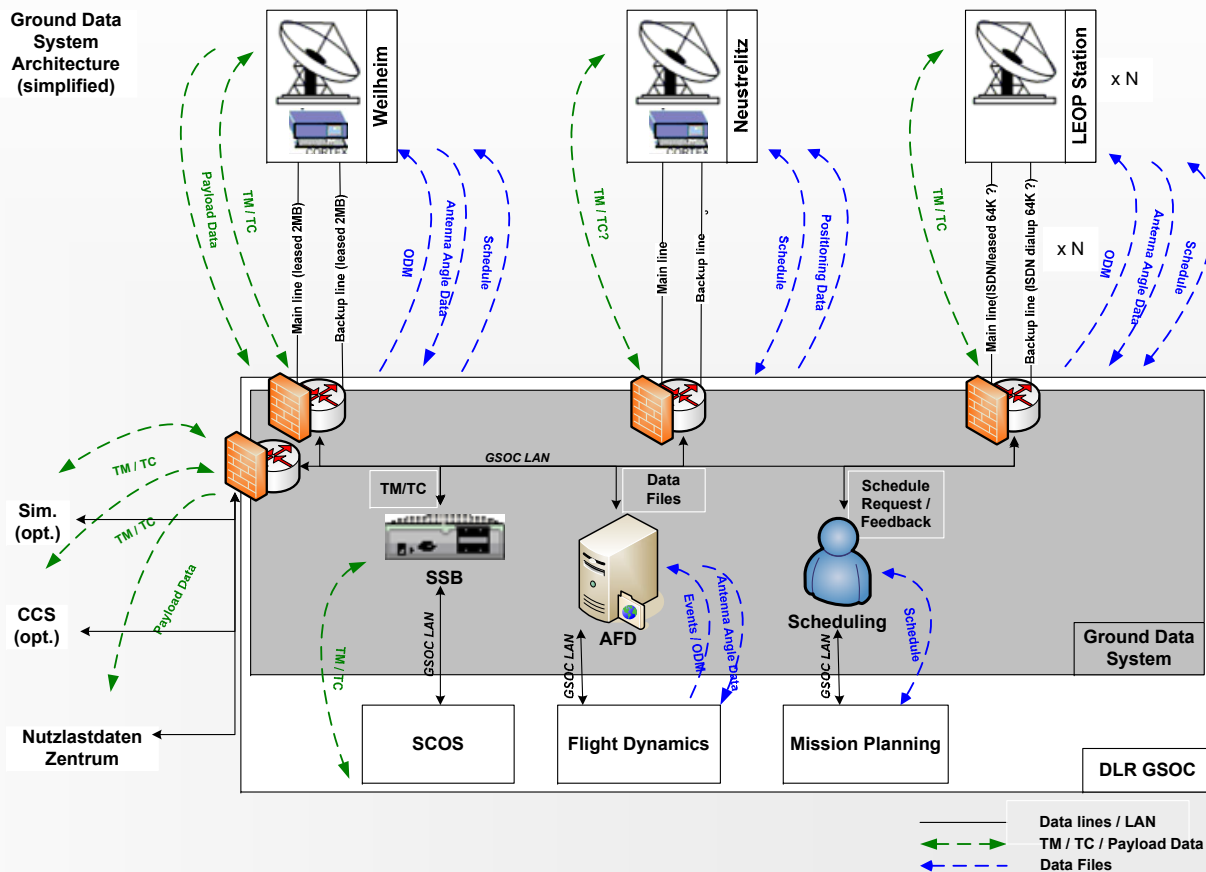 Ground Data
System
Architecture
(simplified)
Weilheim
CORTEX
Neustrelitz
CORTEX
LEOP Station
x N
Payload Data
TM / TC
Main line (leased 2MB)
Backup line (leased 2MB)
ODM
Antenna Angle Data
Schedule
TM / TC?
Main line
Backup line
Schedule
Positioning Data
TM / TC
Main line(ISDN/leased 64K ?)
Backup line (ISDN dialup 64K ?)
x N
ODM
Antenna Angle Data
Schedule
GSOC LAN
TM / TC
TM / TC
Payload Data
Sim.
(opt.)
CCS
(opt.)
Nutzlastdaten
Zentrum
TM/TC
Data
Files
Schedule
Request /
Feedback
SSB
AFD
Scheduling
TM / TC
GSOC LAN
GSOC LAN
Events / ODM
Antenna Angle Data
GSOC LAN
Schedule
Ground Data
System
SCOS
Flight Dynamics
Mission Planning
DLR GSOC
Data lines / LAN
TM / TC / Payload Data
Data Files